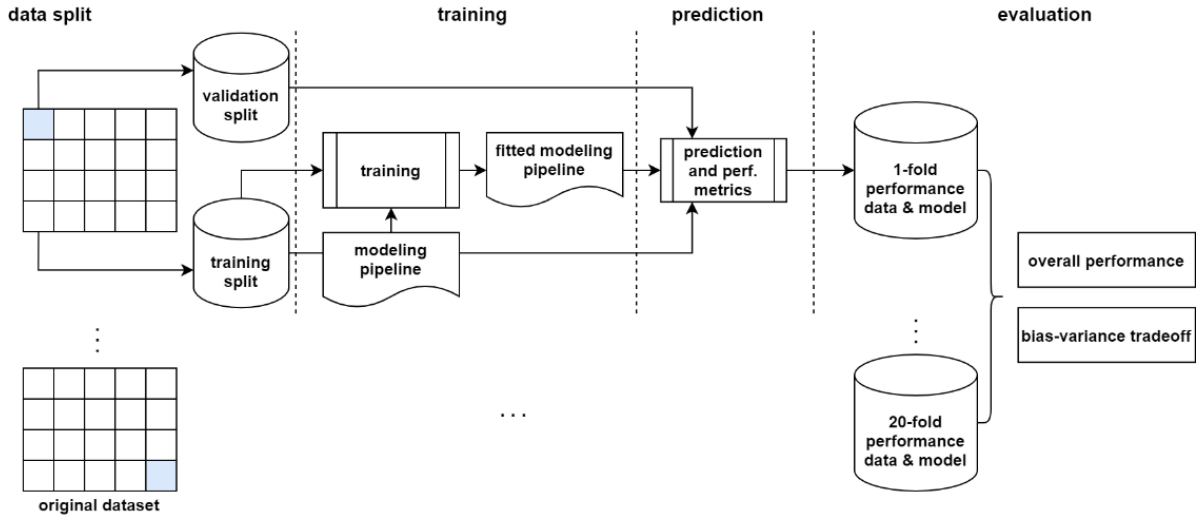 data split
training
prediction
evaluation
validation
split
training
fitted modeling
pipeline
prediction
and perf.
metrics
1-fold
performance
data & model
training
split
modeling
pipeline
overall performance
bias-variance tradeoff
20-fold
performance
data & model
original dataset